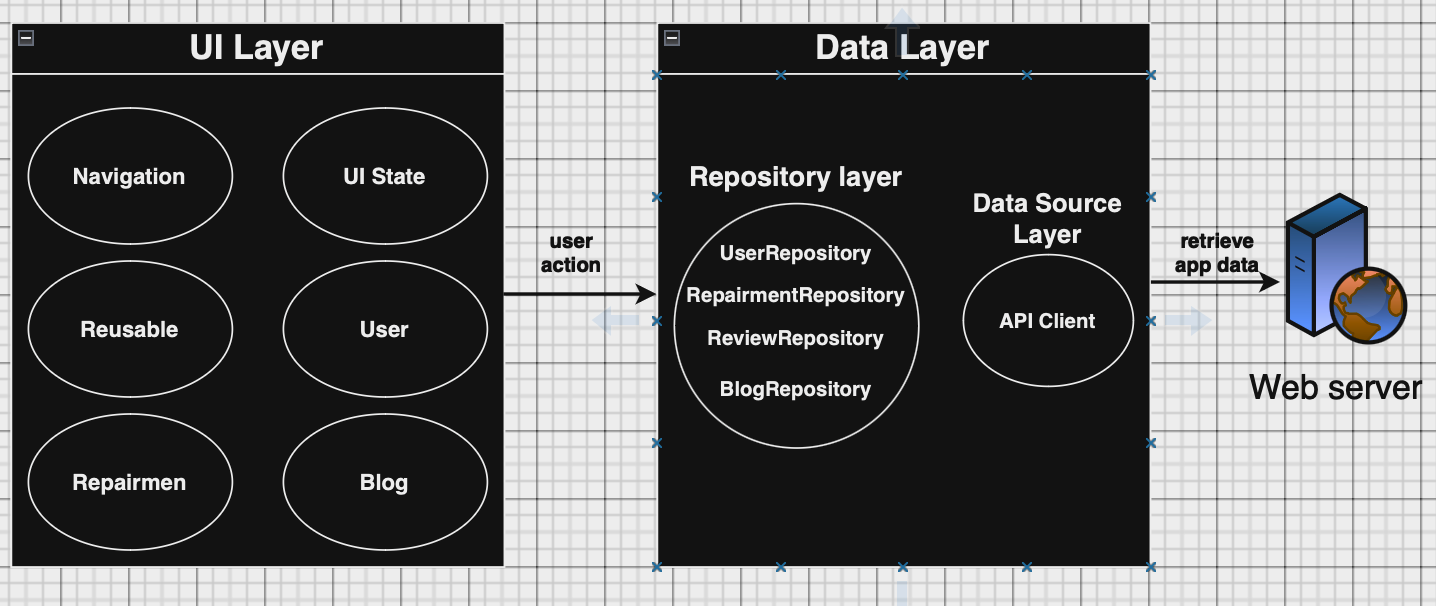 UI Layer
Navigation
UI State
Reusable
User
Repairmen
Blog
user
action
Data Layer
Repository layer
UserRepository
RepairmentRepository
ReviewRepository
BlogRepository
Data Source
Layer
API Client
retrieve
app data
Web server